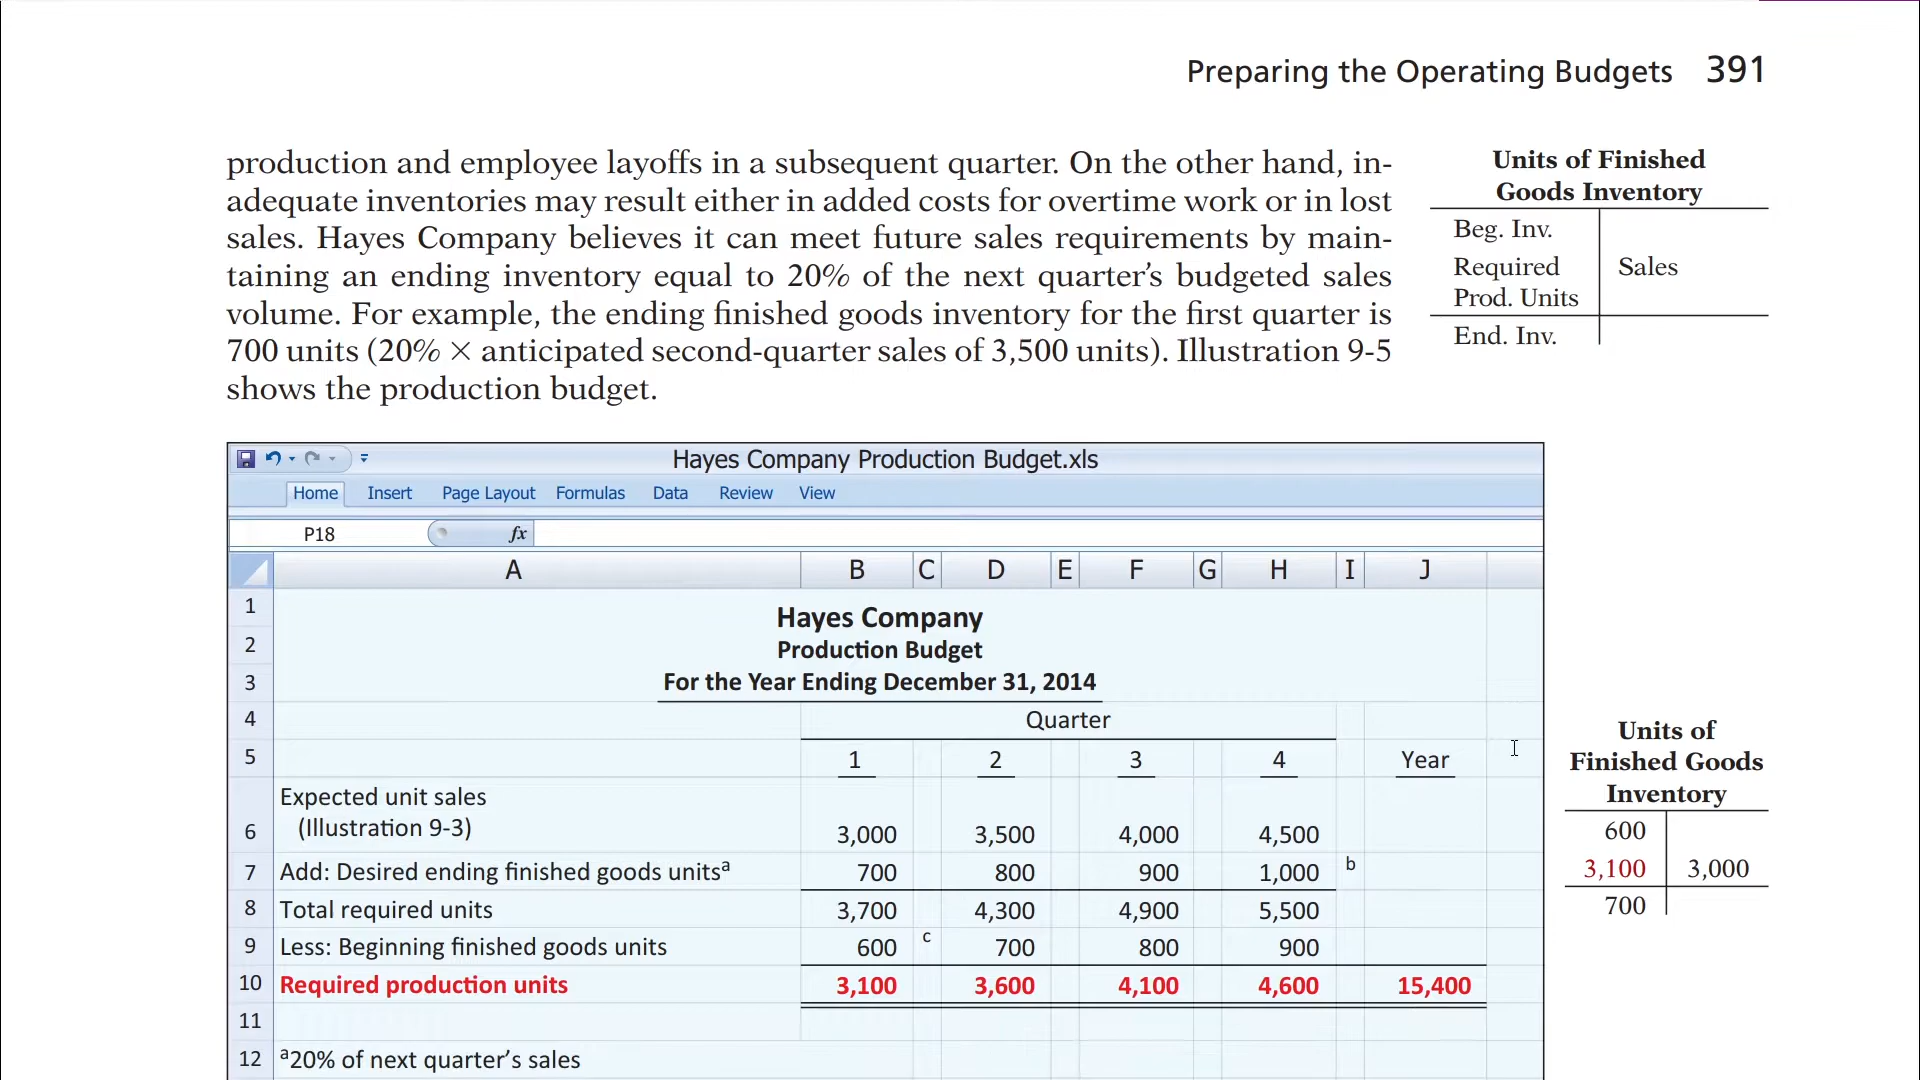 Preparing the Operating Budgets 391
production and employee layoffs in a subsequent quarter. On the other hand, in-
adequate inventories may result either in added costs for overtime work or in lost
sales. Hayes Company believes it can meet future sales requirements by main-
taining an ending inventory equal to 20% of the next quarter's budgeted sales
volume. For example, the ending finished goods inventory for the first quarter is
700 units (20% × anticipated second-quarter sales of 3,500 units). Illustration 9-5
shows the production budget.
Units of Finished
Goods Inventory
Beg. Inv.
Required Sales
Prod. Units
End. Inv.
Hayes Company Production Budget.xls
Home Insert Page Layout Formulas Data Review View
P18 fx
A B C D E F G H I J
1 Hayes Company
2 Production Budget
3 For the Year Ending December 31, 2014
4 Quarter
5 1 2 3 4 Year
Expected unit sales
6 (Illustration 9-3) 3,000 3,500 4,000 4,500
7 Add: Desired ending finished goods unitsᵃ 700 800 900 1,000 b
8 Total required units 3,700 4,300 4,900 5,500
9 Less: Beginning finished goods units 600 c 700 800 900
10 Required production units 3,100 3,600 4,100 4,600 15,400
11
12 ᵃ20% of next quarter's sales
Units of
Finished Goods
Inventory
600
3,100 3,000
700